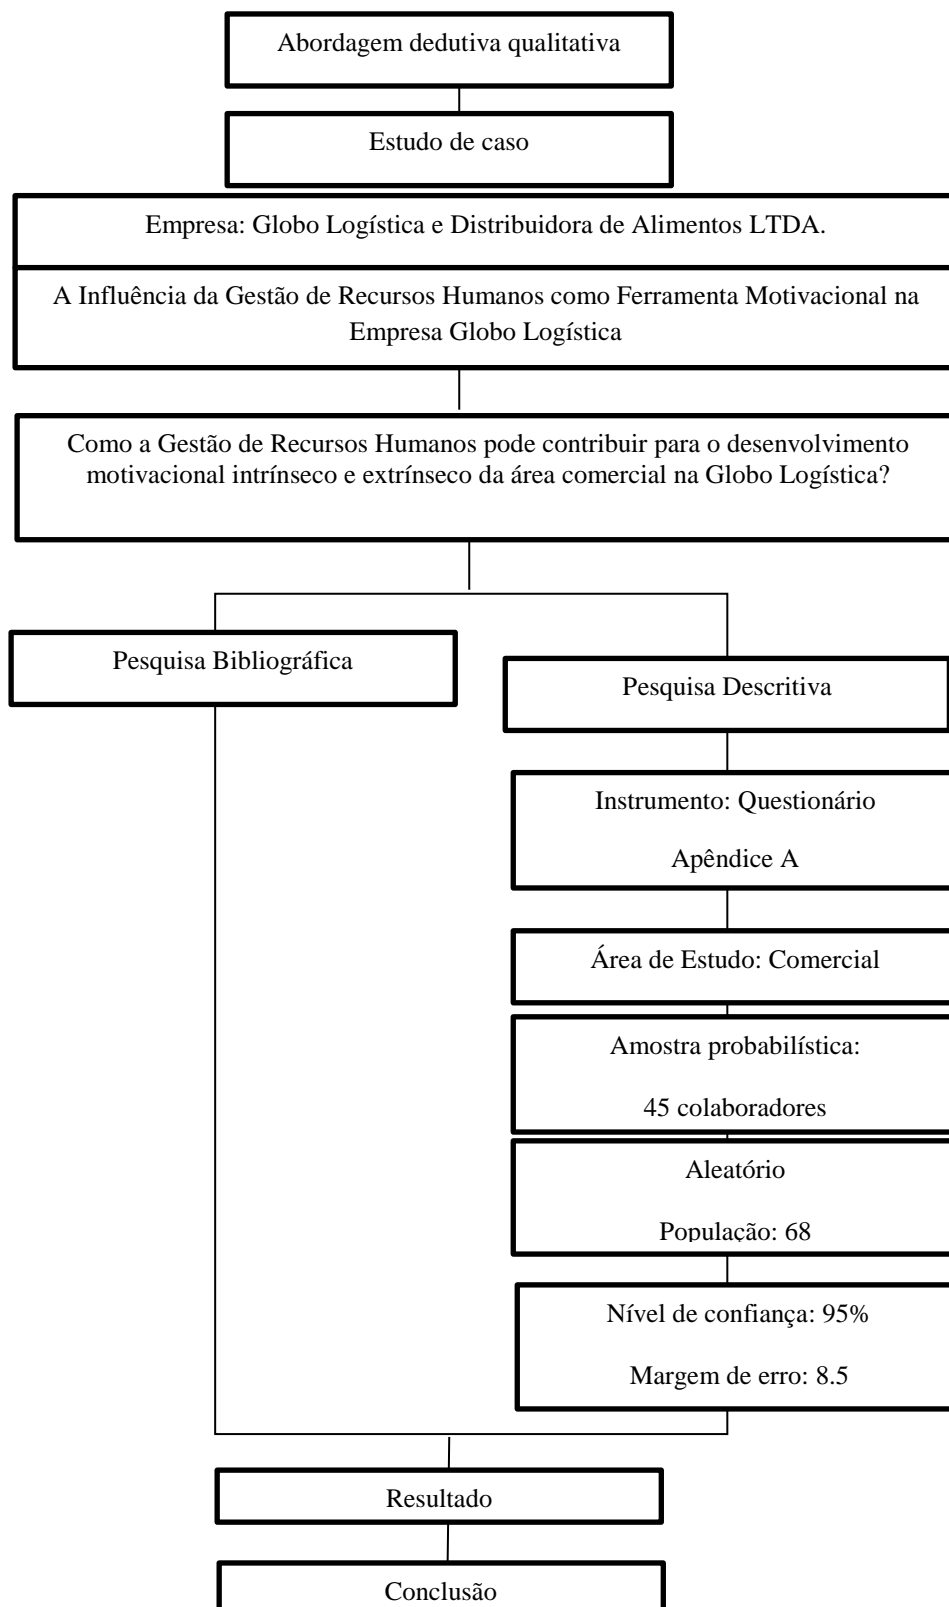 Abordagem dedutiva qualitativa
Estudo de caso
Empresa: Globo Logística e Distribuidora de Alimentos LTDA.
A Influência da Gestão de Recursos Humanos como Ferramenta Motivacional na
Empresa Globo Logística
Como a Gestão de Recursos Humanos pode contribuir para o desenvolvimento
motivacional intrínseco e extrínseco da área comercial na Globo Logística?
Pesquisa Bibliográfica
Pesquisa Descritiva
Instrumento: Questionário
Apêndice A
Área de Estudo: Comercial
Amostra probabilística:
45 colaboradores
Aleatório
População: 68
Nível de confiança: 95%
Margem de erro: 8.5
Resultado
Conclusão